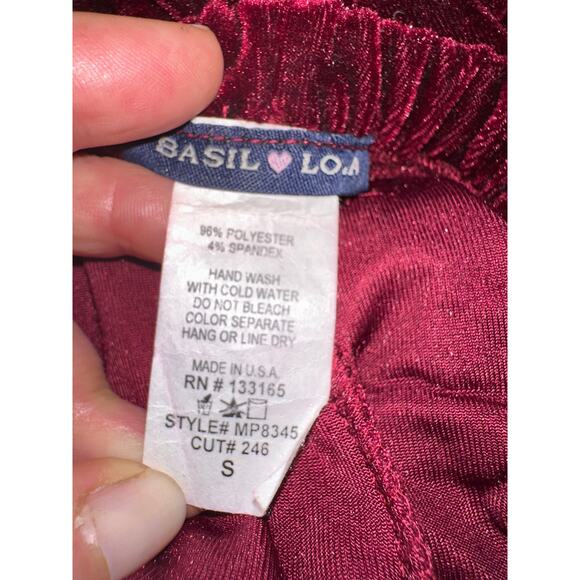 BASIL LO.A
96% POLYESTER
4% SPANDEX
HAND WASH
WITH COLD WATER
DO NOT BLEACH
COLOR SEPARATE
HANG OR LINE DRY
MADE IN U.S.A.
RN # 133165
STYLE# MP8345
CUT# 246
S